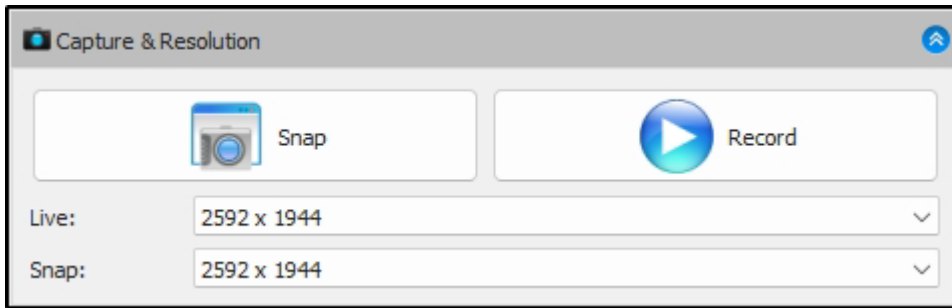 Capture & Resolution
Snap
Record
Live:
2592 x 1944
Snap:
2592 x 1944